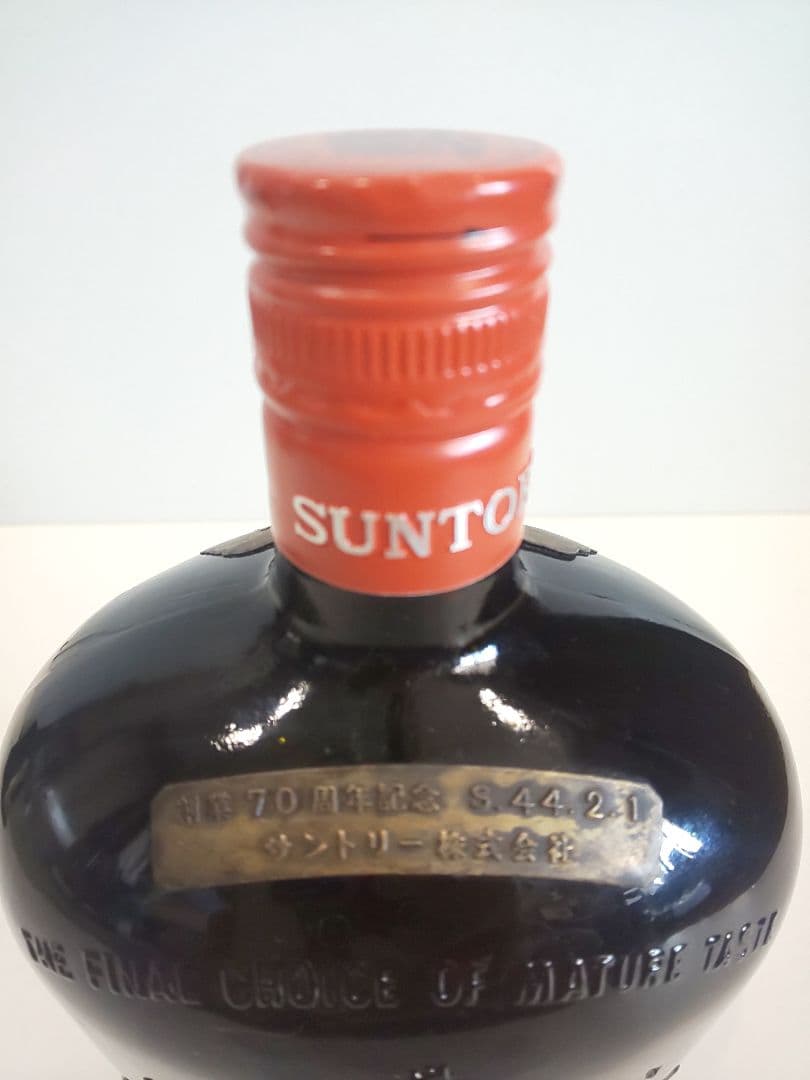 SUNTO
創業70周年記念 S.44.2.1
サントリー株式会社
THE FINAL CHOICE OF MATURE TASTE